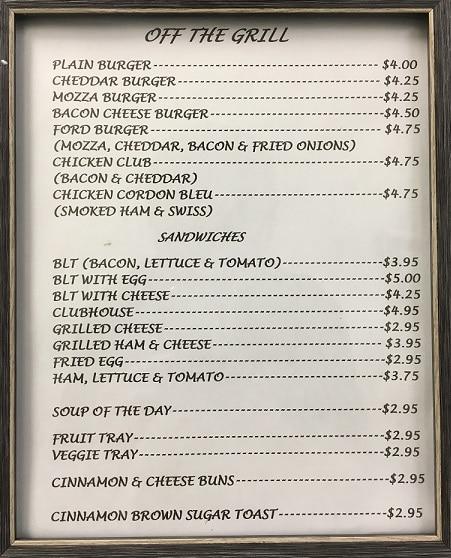 OFF THE GRILL
PLAIN BURGER $4.00
CHEDDAR BURGER $4.25
MOZZA BURGER $4.25
BACON CHEESE BURGER $4.50
FORD BURGER $4.75
(MOZZA, CHEDDAR, BACON & FRIED ONIONS)
CHICKEN CLUB $4.75
(BACON & CHEDDAR)
CHICKEN CORDON BLEU $4.75
(SMOKED HAM & SWISS)
SANDWICHES
BLT (BACON, LETTUCE & TOMATO) $3.95
BLT WITH EGG $5.00
BLT WITH CHEESE $4.25
CLUBHOUSE $4.95
GRILLED CHEESE $2.95
GRILLED HAM & CHEESE $3.95
FRIED EGG $2.95
HAM, LETTUCE & TOMATO $3.75
SOUP OF THE DAY $2.95
FRUIT TRAY $2.95
VEGGIE TRAY $2.95
CINNAMON & CHEESE BUNS $2.95
CINNAMON BROWN SUGAR TOAST $2.95